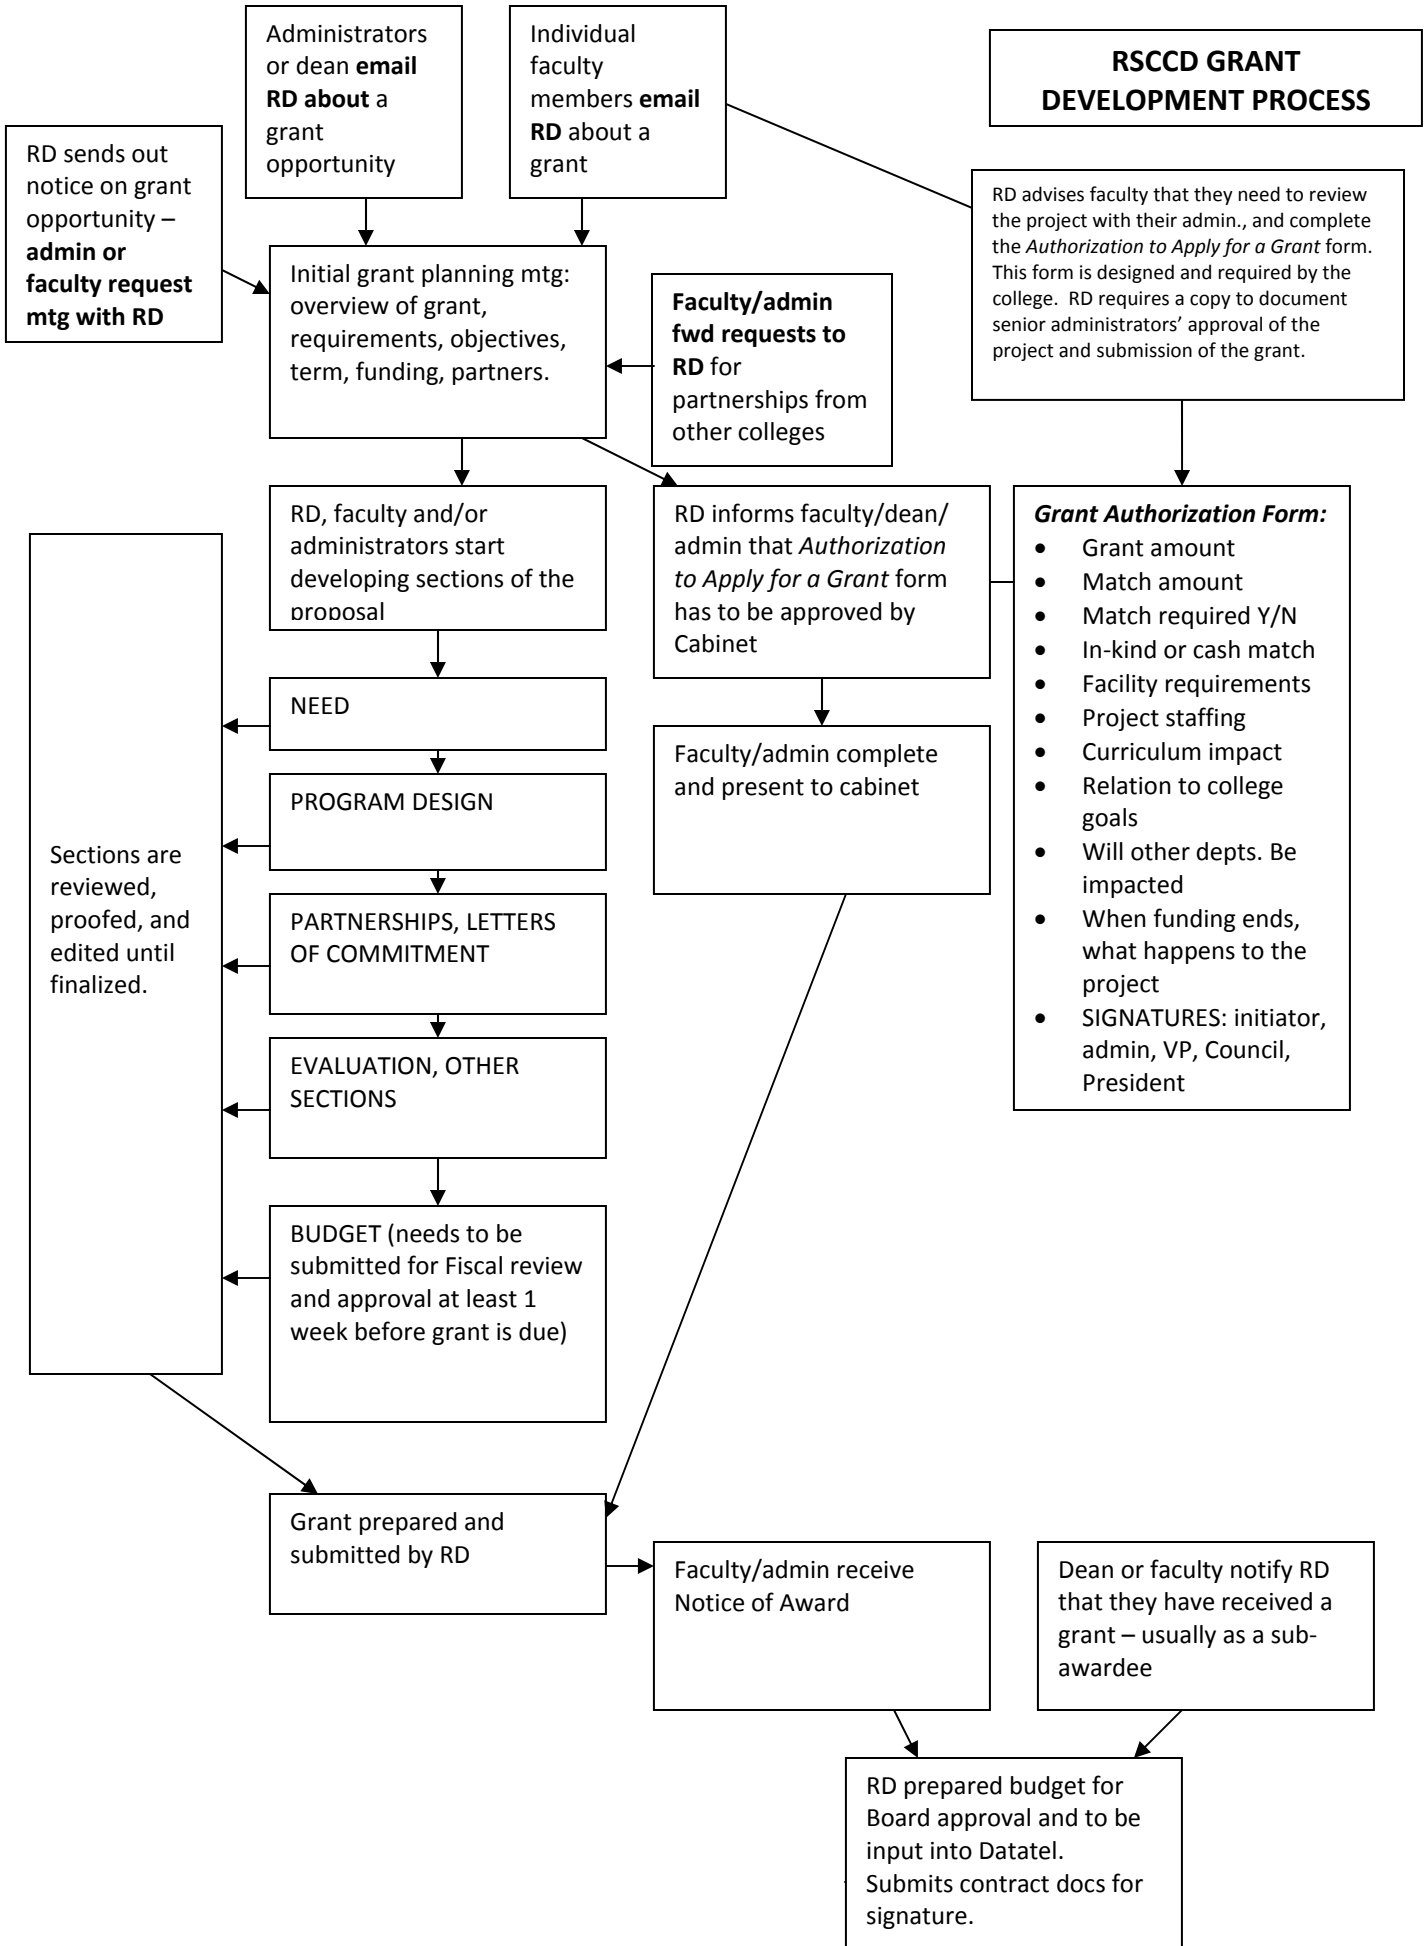 Administrators
or dean email
RD about a
grant
opportunity
Individual
faculty
members email
RD about a
grant
RSCCD GRANT
DEVELOPMENT PROCESS
RD sends out
notice on grant
opportunity –
admin or
faculty request
mtg with RD
RD advises faculty that they need to review
the project with their admin., and complete
the Authorization to Apply for a Grant form.
This form is designed and required by the
college.  RD requires a copy to document
senior administrators’ approval of the
project and submission of the grant.
Initial grant planning mtg:
overview of grant,
requirements, objectives,
term, funding, partners.
Faculty/admin
fwd requests to
RD for
partnerships from
other colleges
RD, faculty and/or
administrators start
developing sections of the
proposal
RD informs faculty/dean/
admin that Authorization
to Apply for a Grant form
has to be approved by
Cabinet
Grant Authorization Form:
• Grant amount
• Match amount
• Match required Y/N
• In-kind or cash match
• Facility requirements
• Project staffing
• Curriculum impact
• Relation to college
goals
• Will other depts. Be
impacted
• When funding ends,
what happens to the
project
• SIGNATURES: initiator,
admin, VP, Council,
President
NEED
Faculty/admin complete
and present to cabinet
PROGRAM DESIGN
Sections are
reviewed,
proofed, and
edited until
finalized.
PARTNERSHIPS, LETTERS
OF COMMITMENT
EVALUATION, OTHER
SECTIONS
BUDGET (needs to be
submitted for Fiscal review
and approval at least 1
week before grant is due)
Grant prepared and
submitted by RD
Faculty/admin receive
Notice of Award
Dean or faculty notify RD
that they have received a
grant – usually as a sub-
awardee
RD prepared budget for
Board approval and to be
input into Datatel.
Submits contract docs for
signature.